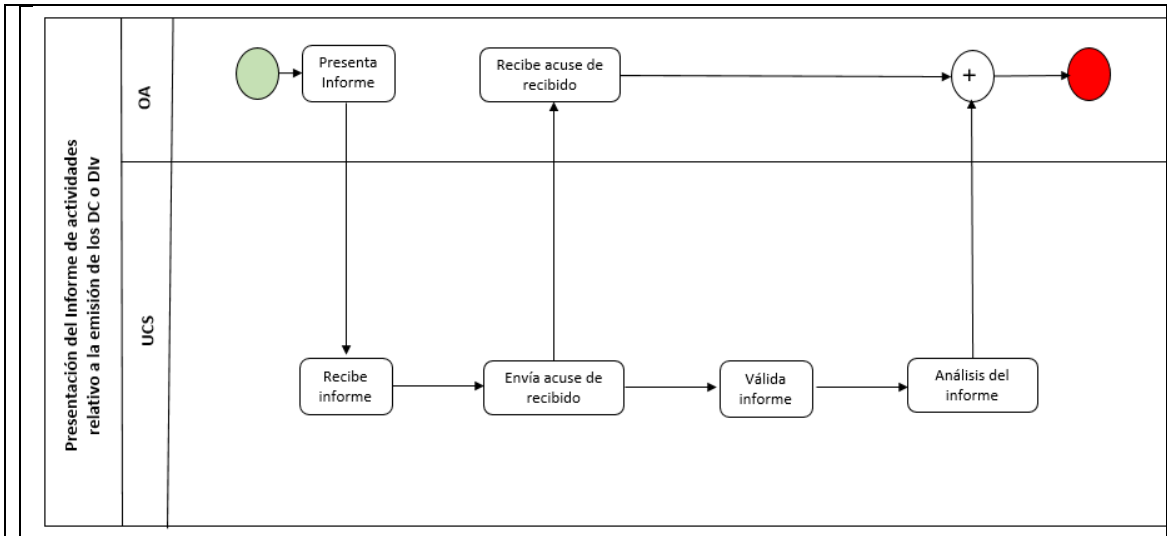 Presentación del Informe de actividades
relativo a la emisión de los DC o DIv
OA
Presenta
Informe
Recibe acuse de
recibido
+
UCS
Recibe
informe
Envía acuse de
recibido
Válida
informe
Análisis del
informe